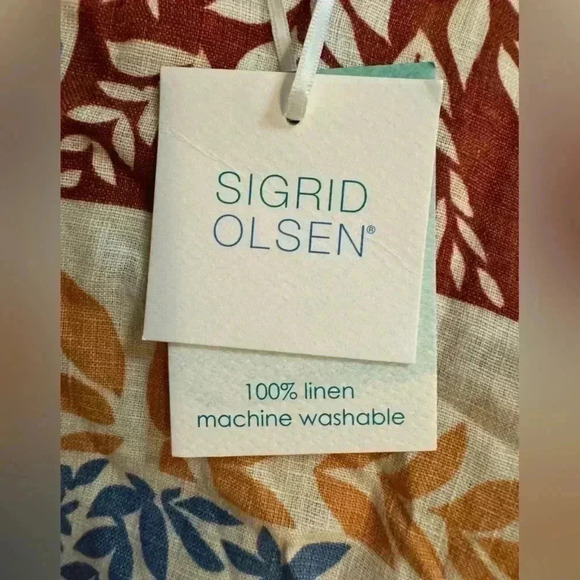 SIGRID
OLSEN®
100% linen
machine washable